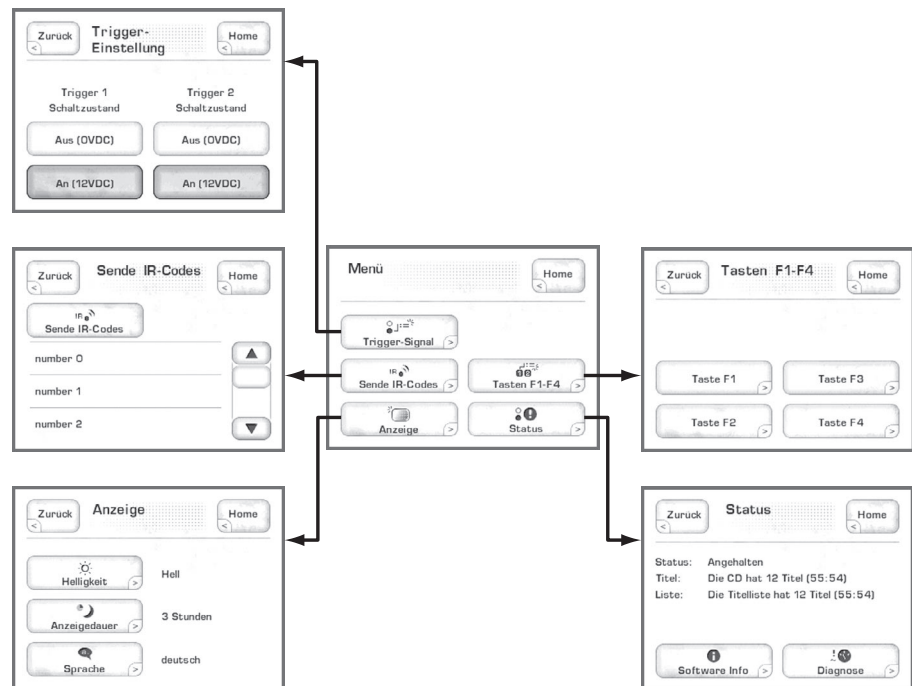 Zurück
Trigger-
Einstellung
Home
Trigger 1
Schaltzustand
Trigger 2
Schaltzustand
Aus (0VDC)
Aus (0VDC)
An (12VDC)
An (12VDC)
Zurück
Sende IR-Codes
Home
IR
Sende IR-Codes
number 0
number 1
number 2
Menü
Home
Trigger-Signal
IR
Sende IR-Codes
Tasten F1-F4
Anzeige
Status
Zurück
Tasten F1-F4
Home
Taste F1
Taste F3
Taste F2
Taste F4
Zurück
Anzeige
Home
Helligkeit
Hell
Anzeigedauer
3 Stunden
Sprache
deutsch
Zurück
Status
Home
Status: Angehalten
Titel: Die CD hat 12 Titel (55:54)
Liste: Die Titelliste hat 12 Titel (55:54)
Software Info
Diagnose